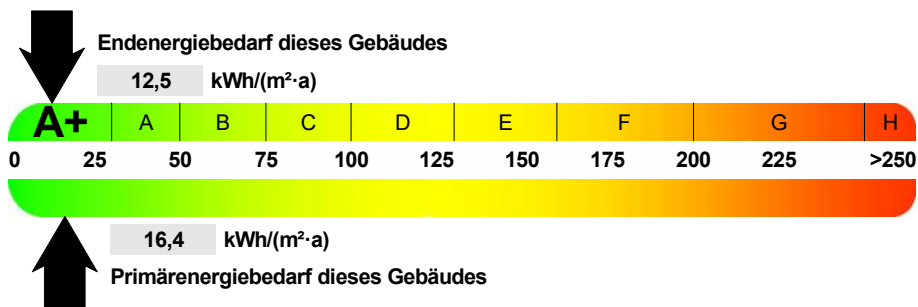 Endenergiebedarf dieses Gebäudes
12,5 kWh/(m²·a)
A+ A B C D E F G H
0 25 50 75 100 125 150 175 200 225 >250
16,4 kWh/(m²·a)
Primärenergiebedarf dieses Gebäudes